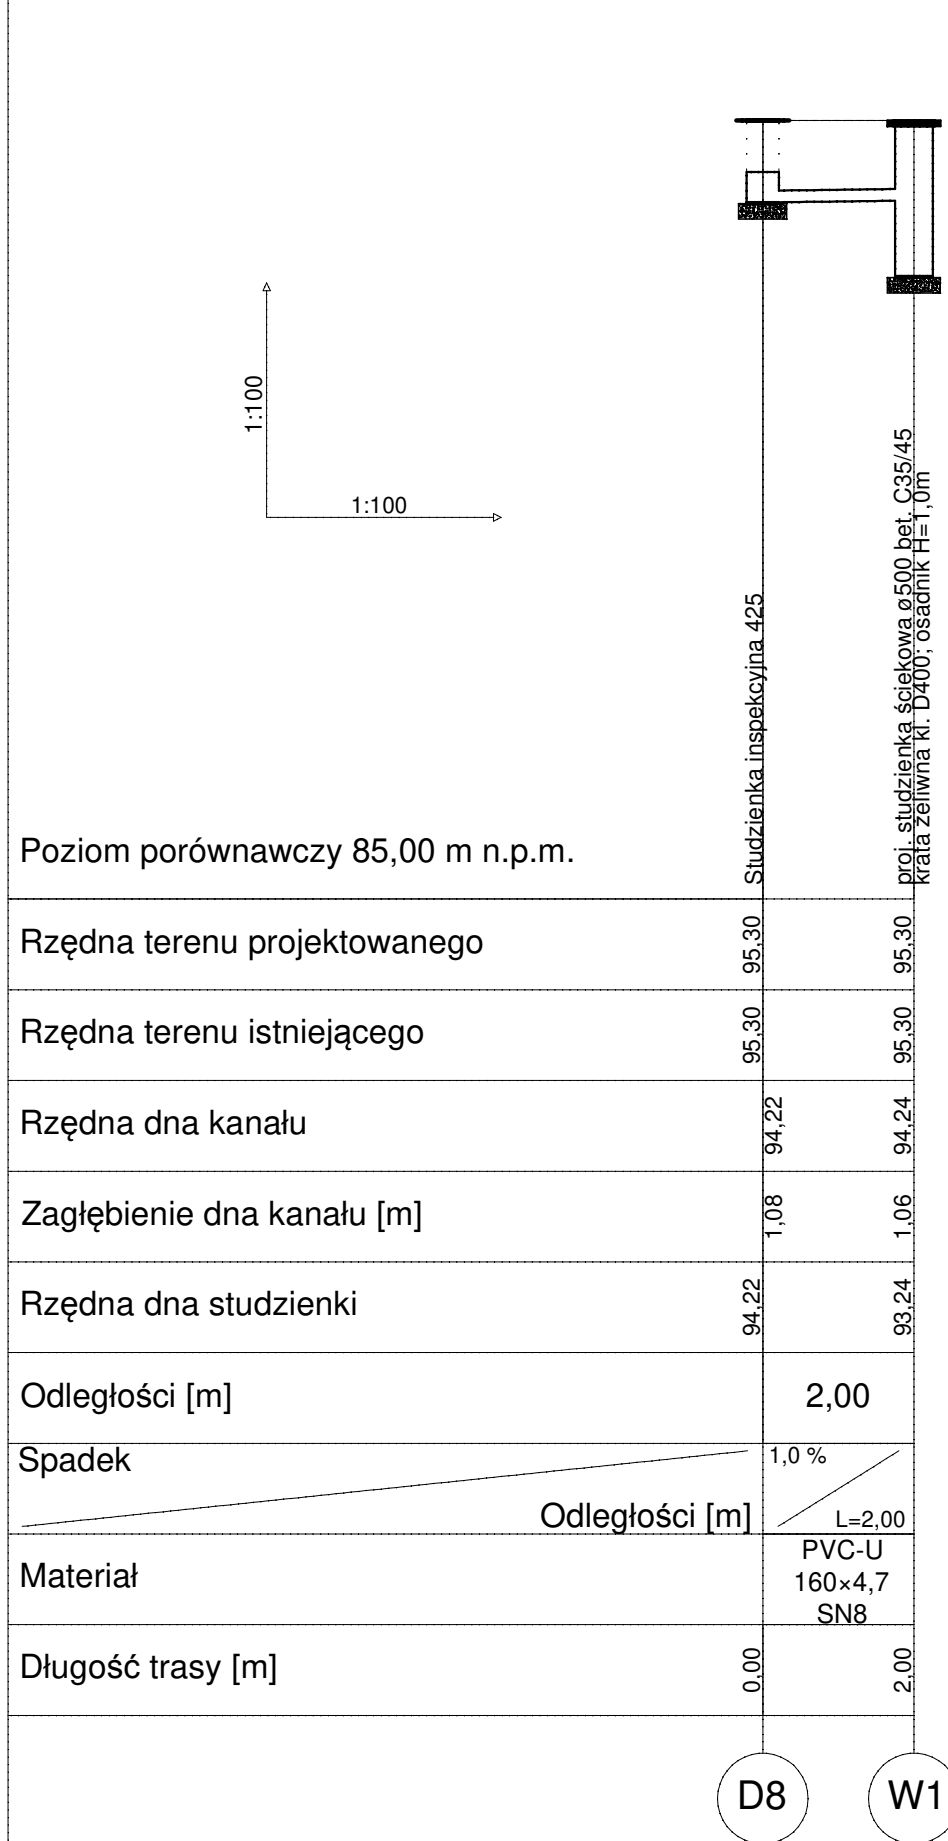 1:100
1:100
Studzienka inspekcyjna 425
proj. studzienka ściekowa ø500 bet. C35/45
krata żeliwna kl. D400; osadnik H=1,0m
Poziom porównawczy 85,00 m n.p.m.
Rzędna terenu projektowanego
95,30
95,30
Rzędna terenu istniejącego
95,30
95,30
Rzędna dna kanału
94,22
94,24
Zagłębienie dna kanału [m]
1,08
1,06
Rzędna dna studzienki
94,22
93,24
Odległości [m]
2,00
Spadek
Odległości [m]
1,0 %
L=2,00
Materiał
PVC-U
160×4,7
SN8
Długość trasy [m]
0,00
2,00
D8
W1